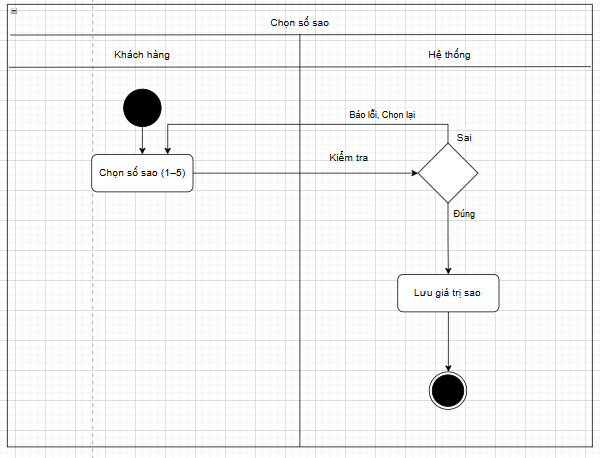 Chọn số sao
Khách hàng
Hệ thống
Báo lỗi, Chọn lại
Sai
Kiểm tra
Chọn số sao (1–5)
Đúng
Lưu giá trị sao